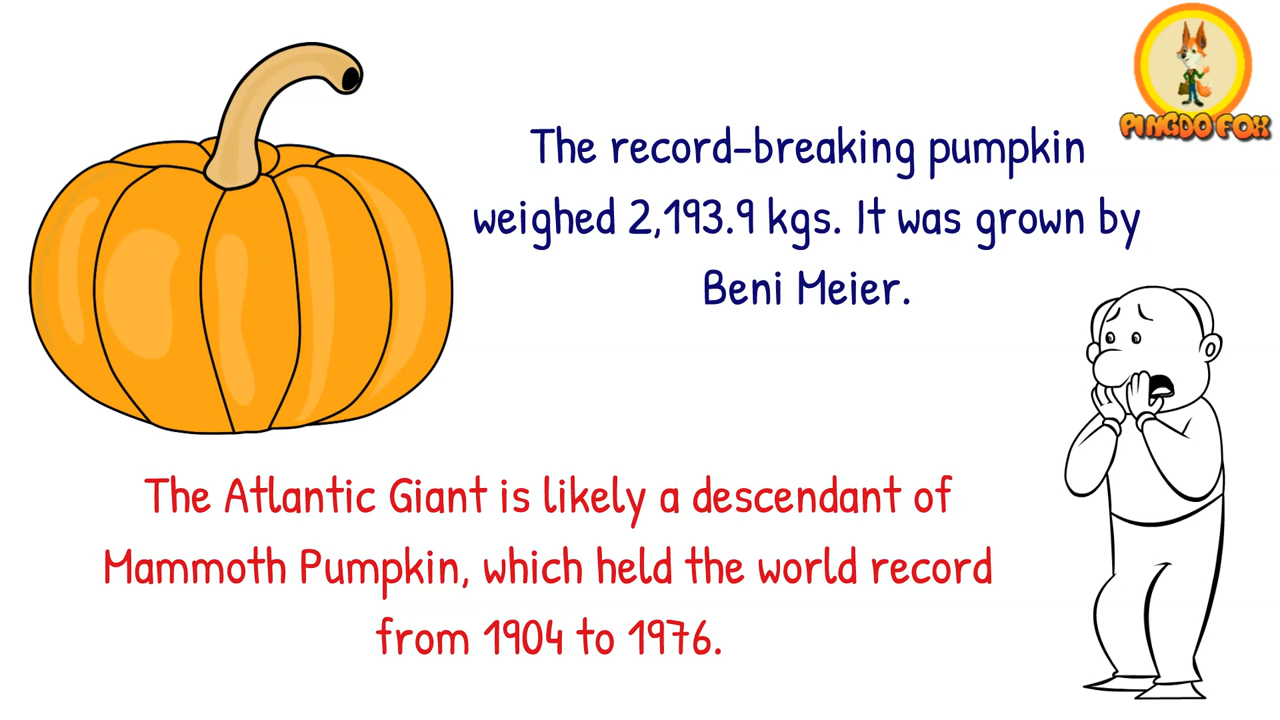 PINGDO FOX
The record-breaking pumpkin
weighed 2,193.9 kgs. It was grown by
Beni Meier.
The Atlantic Giant is likely a descendant of
Mammoth Pumpkin, which held the world record
from 1904 to 1976.